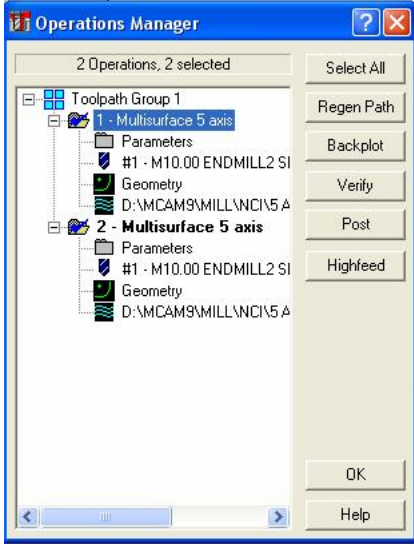 Operations Manager
2 Operations, 2 selected
Select All
Toolpath Group 1
Regen Path
1 - Multisurface 5 axis
Parameters
Backplot
#1 - M10.00 ENDMILL2 SI
Geometry
Verify
D:\MCAM9\MILL\NCI\5 A
2 - Multisurface 5 axis
Post
Parameters
#1 - M10.00 ENDMILL2 SI
Highfeed
Geometry
D:\MCAM9\MILL\NCI\5 A
OK
Help